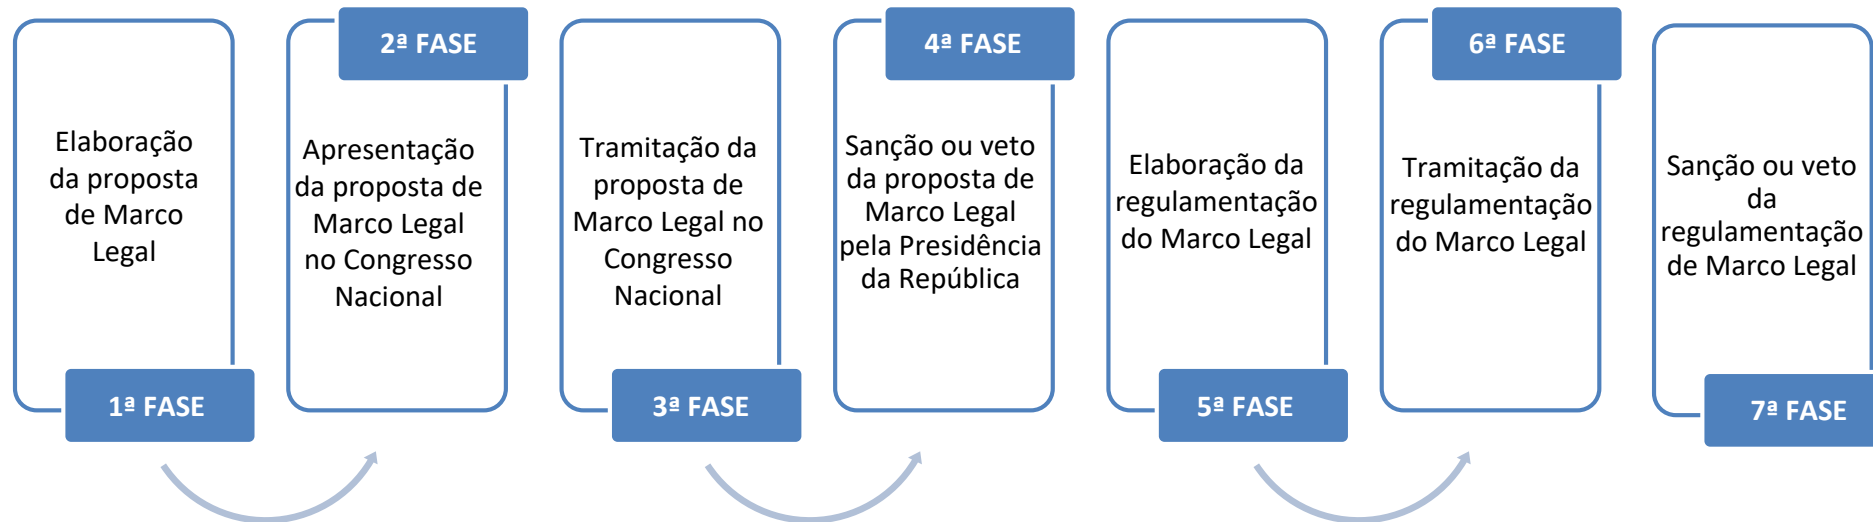 Elaboração
da proposta
de Marco
Legal
1ª FASE
2ª FASE
Apresentação
da proposta de
Marco Legal
no Congresso
Nacional
Tramitação da
proposta de
Marco Legal no
Congresso
Nacional
3ª FASE
4ª FASE
Sanção ou veto
da proposta de
Marco Legal
pela Presidência
da República
Elaboração da
regulamentação
do Marco Legal
5ª FASE
6ª FASE
Tramitação da
regulamentação
do Marco Legal
Sanção ou veto
da
regulamentação
de Marco Legal
7ª FASE